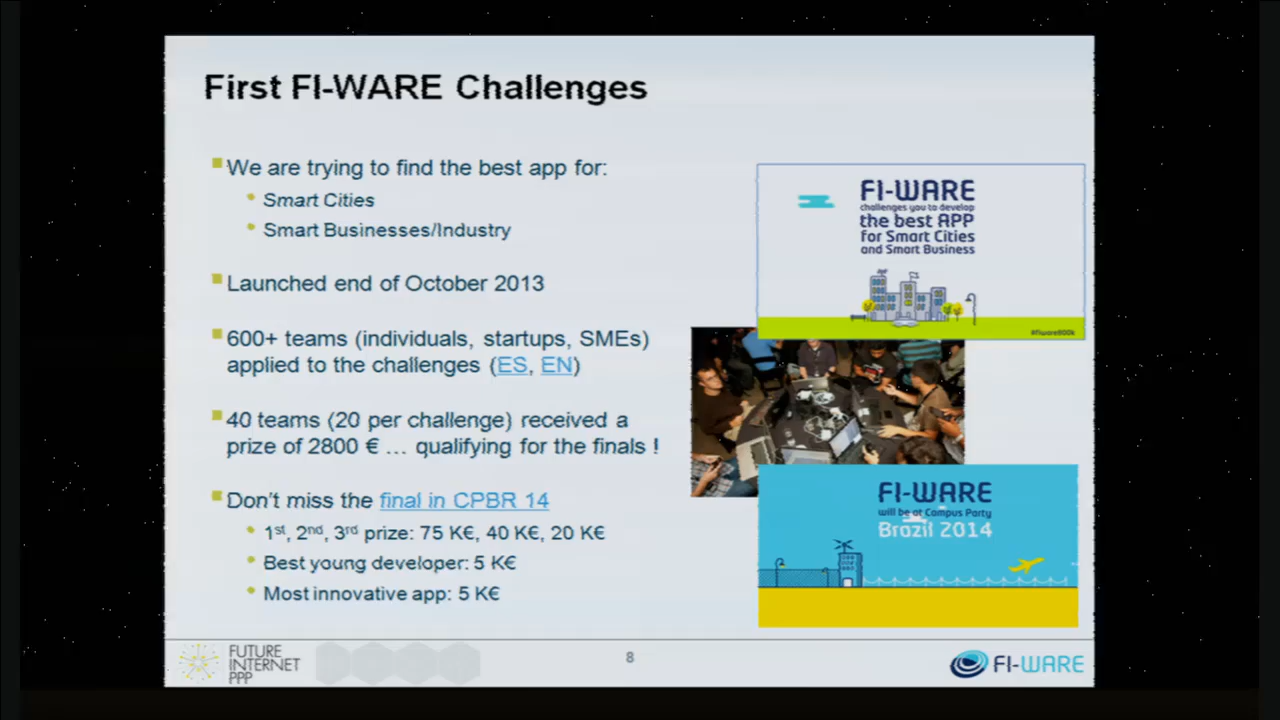 First FI-WARE Challenges
We are trying to find the best app for:
Smart Cities
Smart Businesses/Industry
Launched end of October 2013
600+ teams (individuals, startups, SMEs)
applied to the challenges (ES, EN)
40 teams (20 per challenge) received a
prize of 2800 € … qualifying for the finals !
Don't miss the final in CPBR 14
1st, 2nd, 3rd prize: 75 K€, 40 K€, 20 K€
Best young developer: 5 K€
Most innovative app: 5 K€
FI-WARE
challenges you to develop
the best APP
for Smart Cities
and Smart Business
#fiware800k
FI-WARE
will be at Campus Party
Brazil 2014
FUTURE
INTERNET
PPP
8
FI-WARE